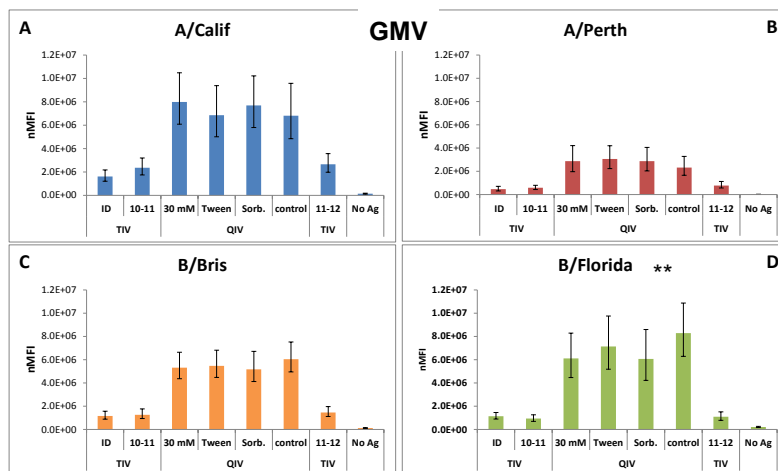 GMV
A
A/Calif
nMFI
1.2E+07
1.0E+07
8.0E+06
6.0E+06
4.0E+06
2.0E+06
0.0E+00
ID 10-11 30 mM Tween Sorb. control 11-12 No Ag
TIV QIV TIV
A/Perth
B
nMFI
1.2E+07
1.0E+07
8.0E+06
6.0E+06
4.0E+06
2.0E+06
0.0E+00
ID 10-11 30 mM Tween Sorb. control 11-12 No Ag
TIV QIV TIV
C
B/Bris
nMFI
1.2E+07
1.0E+07
8.0E+06
6.0E+06
4.0E+06
2.0E+06
0.0E+00
ID 10-11 30 mM Tween Sorb. control 11-12 No Ag
TIV QIV TIV
B/Florida **
D
nMFI
1.2E+07
1.0E+07
8.0E+06
6.0E+06
4.0E+06
2.0E+06
0.0E+00
ID 10-11 30 mM Tween Sorb. control 11-12 No Ag
TIV QIV TIV